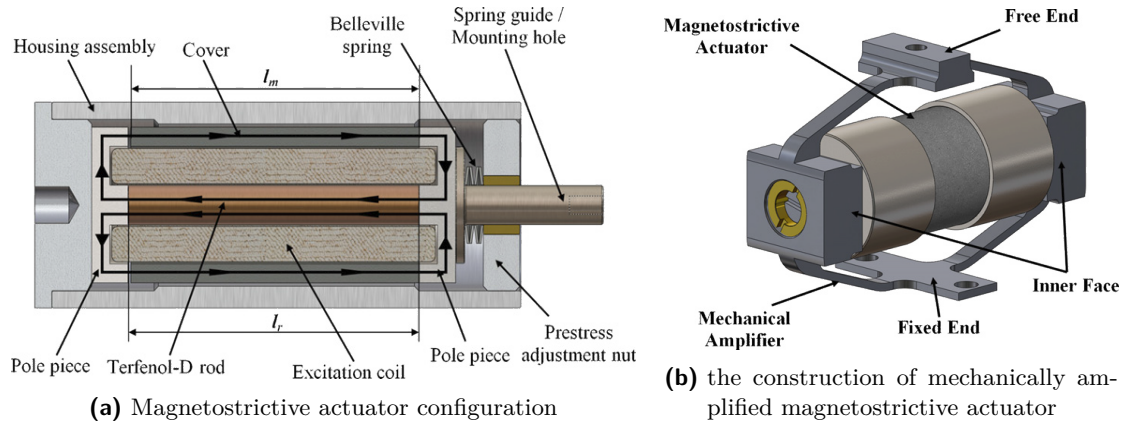 Housing assembly
Cover
Belleville
spring
Spring guide /
Mounting hole
lm
lr
Pole piece
Terfenol-D rod
Excitation coil
Pole piece
Prestress
adjustment nut
(a) Magnetostrictive actuator configuration
Magnetostrictive
Actuator
Free End
Inner Face
Mechanical
Amplifier
Fixed End
(b) the construction of mechanically am-
plified magnetostrictive actuator